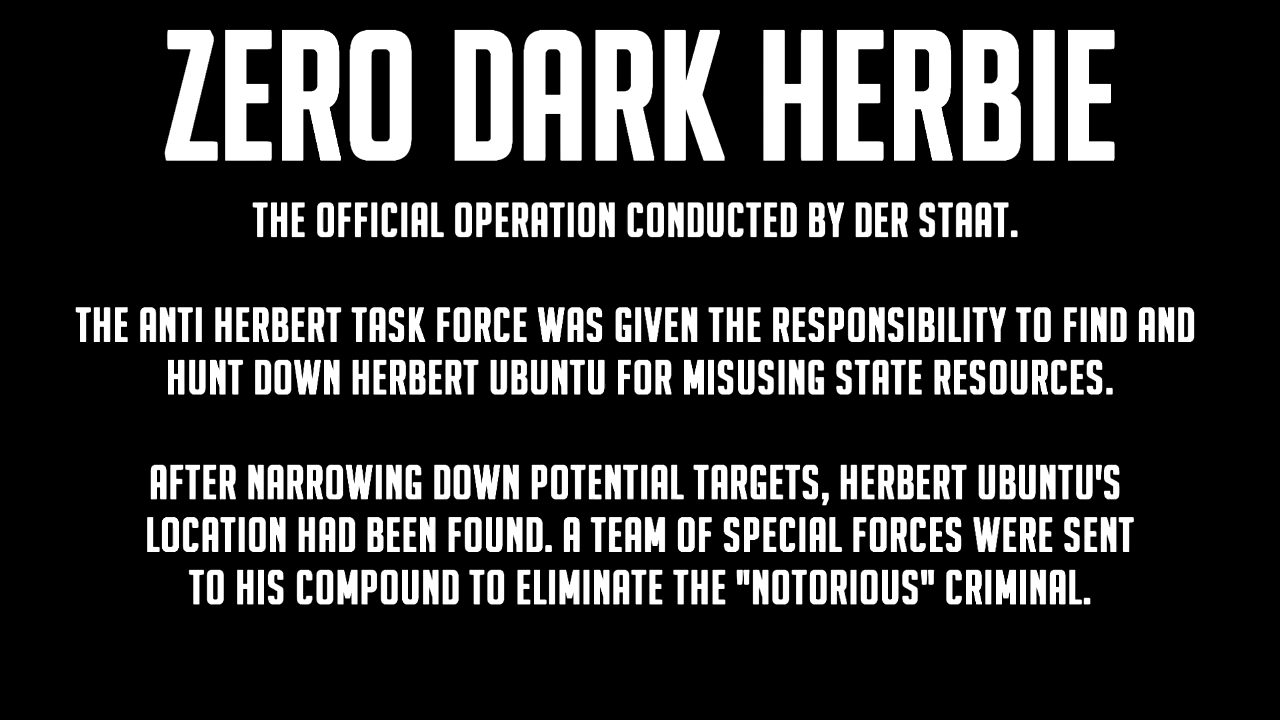 ZERO DARK HERBIE
THE OFFICIAL OPERATION CONDUCTED BY DER STAAT.
THE ANTI HERBERT TASK FORCE WAS GIVEN THE RESPONSIBILITY TO FIND AND
HUNT DOWN HERBERT UBUNTU FOR MISUSING STATE RESOURCES.
AFTER NARROWING DOWN POTENTIAL TARGETS, HERBERT UBUNTU'S
LOCATION HAD BEEN FOUND. A TEAM OF SPECIAL FORCES WERE SENT
TO HIS COMPOUND TO ELIMINATE THE "NOTORIOUS" CRIMINAL.